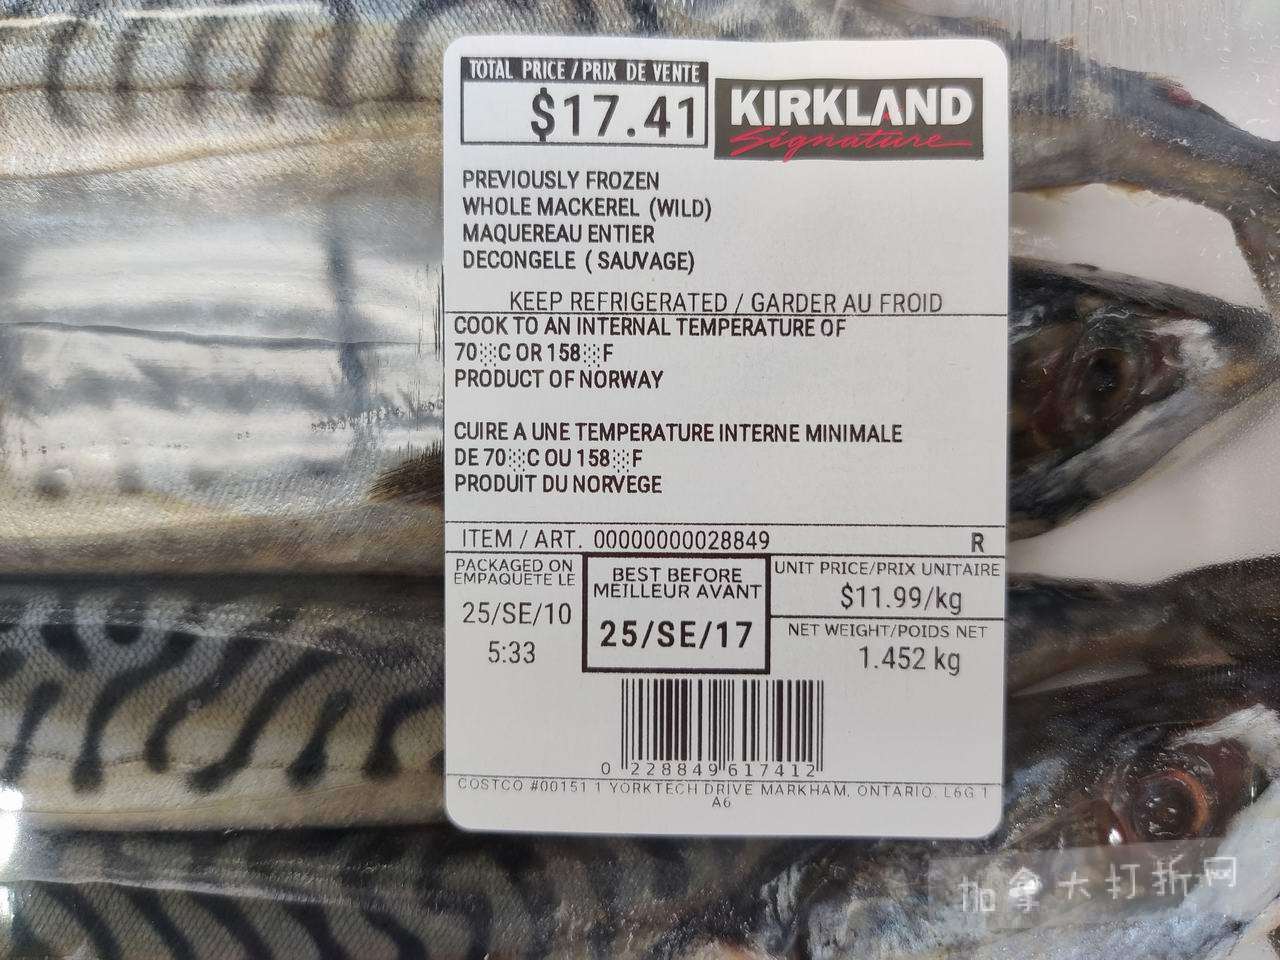 TOTAL PRICE / PRIX DE VENTE
$17.41
KIRKLAND
Signature
PREVIOUSLY FROZEN
WHOLE MACKEREL (WILD)
MAQUEREAU ENTIER
DECONGELE ( SAUVAGE)
KEEP REFRIGERATED / GARDER AU FROID
COOK TO AN INTERNAL TEMPERATURE OF
70░C OR 158░F
PRODUCT OF NORWAY
CUIRE A UNE TEMPERATURE INTERNE MINIMALE
DE 70░C OU 158░F
PRODUIT DU NORVEGE
ITEM / ART. 00000000028849 R
PACKAGED ON
EMPAQUETE LE
25/SE/10
5:33
BEST BEFORE
MEILLEUR AVANT
25/SE/17
UNIT PRICE/PRIX UNITAIRE
$11.99/kg
NET WEIGHT/POIDS NET
1.452 kg
0 228849 617412
COSTCO #00151 1 YORKTECH DRIVE MARKHAM, ONTARIO. L6G 1
A6
加拿大打折网